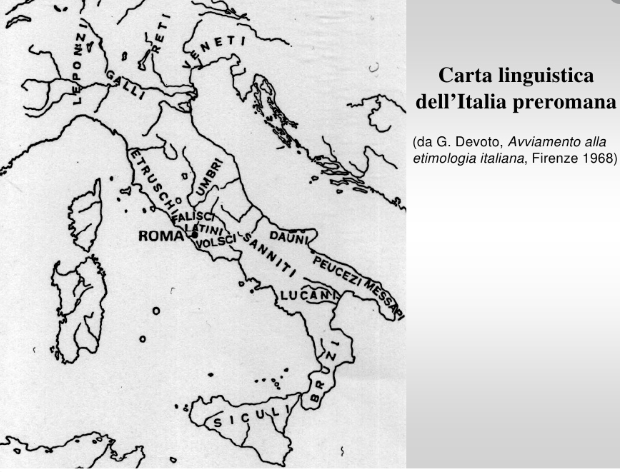 LEPONZI
RETI
VENETI
GALLI
ETRUSCHI
UMBRI
FALISCI
LATINI
ROMA
VOLSCI
SANNITI
DAUNI
PEUCEZI
MESSAPI
LUCANI
BRUZI
SICULI
Carta linguistica
dell’Italia preromana
(da G. Devoto, Avviamento alla
etimologia italiana, Firenze 1968)